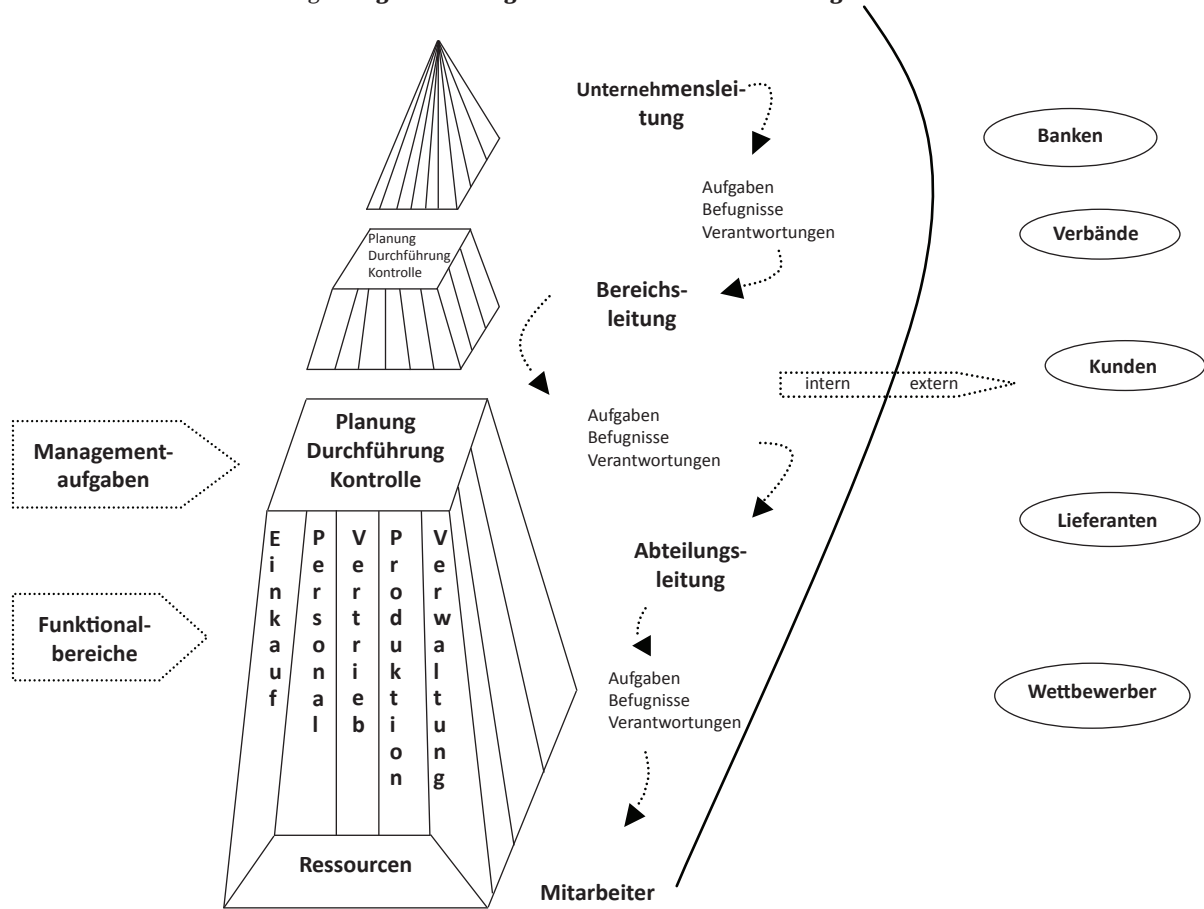 Unternehmenslei-
tung
Banken
Aufgaben
Befugnisse
Verantwortungen
Verbände
Planung
Durchführung
Kontrolle
Bereichs-
leitung
Kunden
intern
extern
Aufgaben
Befugnisse
Verantwortungen
Planung
Durchführung
Kontrolle
Management-
aufgaben
Lieferanten
Abteilungs-
leitung
Einkauf
Personal
Vertrieb
Produktion
Verwaltung
Funktional-
bereiche
Aufgaben
Befugnisse
Verantwortungen
Wettbewerber
Ressourcen
Mitarbeiter